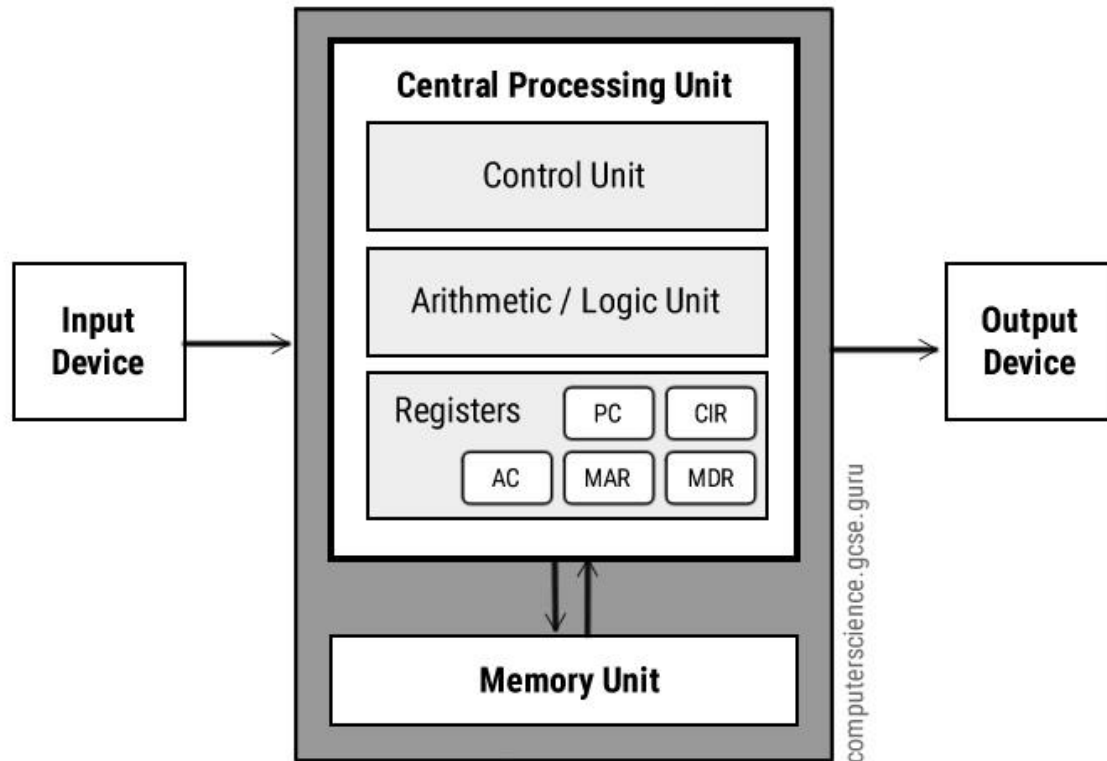 Central Processing Unit
Control Unit
Arithmetic / Logic Unit
Input
Device
Output
Device
Registers
PC
CIR
AC
MAR
MDR
Memory Unit
computerscience.gcse.guru